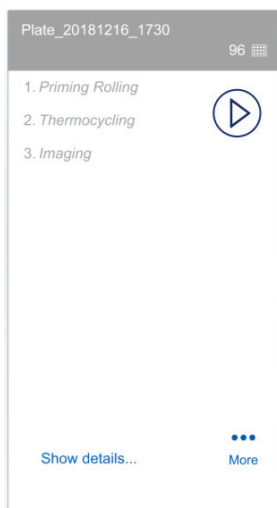 Plate_20181216_1730
96
1. Priming Rolling
2. Thermocycling
3. Imaging
Show details...
More